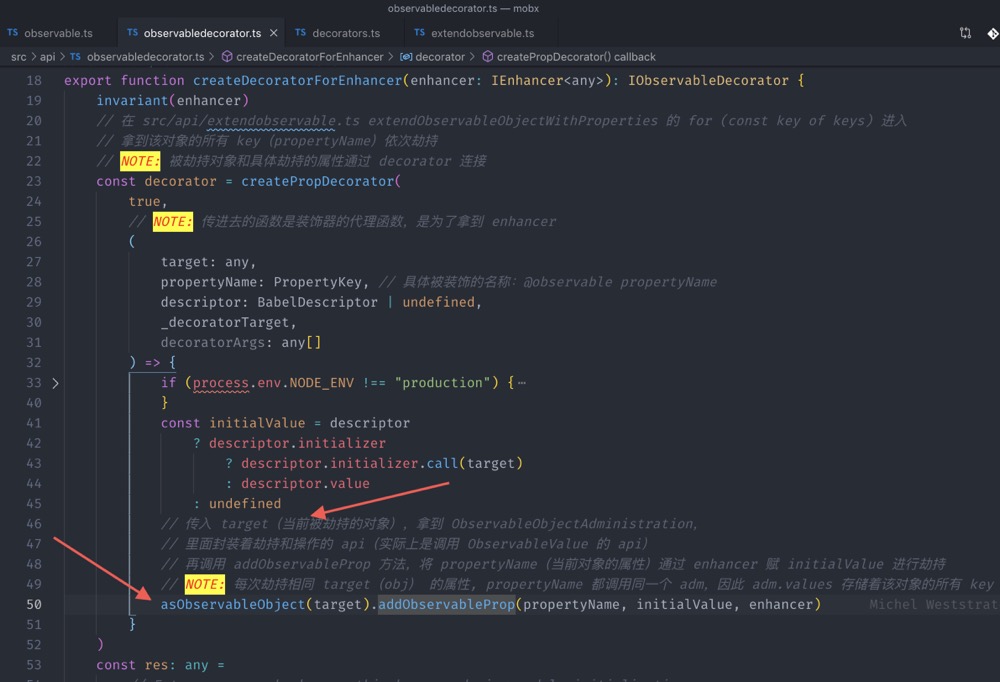 observabledecorator.ts — mobx
TS observable.ts TS observabledecorator.ts × TS decorators.ts TS extendobservable.ts
src > api > TS observabledecorator.ts > createDecoratorForEnhancer > decorator > createPropDecorator() callback
18 export function createDecoratorForEnhancer(enhancer: IEnhancer<any>): IObservableDecorator {
19 invariant(enhancer)
20 // 在 src/api/extendobservable.ts extendObservableObjectWithProperties 的 for (const key of keys) 进入
21 // 拿到该对象的所有 key (propertyName) 依次劫持
22 // NOTE: 被劫持对象和具体劫持的属性通过 decorator 连接
23 const decorator = createPropDecorator(
24 true,
25 // NOTE: 传进去的函数是装饰器的代理函数，是为了拿到 enhancer
26 (
27 target: any,
28 propertyName: PropertyKey, // 具体被装饰的名称：@observable propertyName
29 descriptor: BabelDescriptor | undefined,
30 _decoratorTarget,
31 decoratorArgs: any[]
32 ) => {
33 if (process.env.NODE_ENV !== "production") {⋯
40 }
41 const initialValue = descriptor
42 ? descriptor.initializer
43 ? descriptor.initializer.call(target)
44 : descriptor.value
45 : undefined
46 // 传入 target（当前被劫持的对象），拿到 ObservableObjectAdministration，
47 // 里面封装着劫持和操作的 api（实际上是调用 ObservableValue 的 api）
48 // 再调用 addObservableProp 方法，将 propertyName（当前对象的属性）通过 enhancer 赋 initialValue 进行劫持
49 // NOTE: 每次劫持相同 target（obj） 的属性，propertyName 都调用同一个 adm，因此 adm.values 存储着该对象的所有 key
50 asObservableObject(target).addObservableProp(propertyName, initialValue, enhancer) Michel Weststrat
51 }
52 )
53 const res: any =